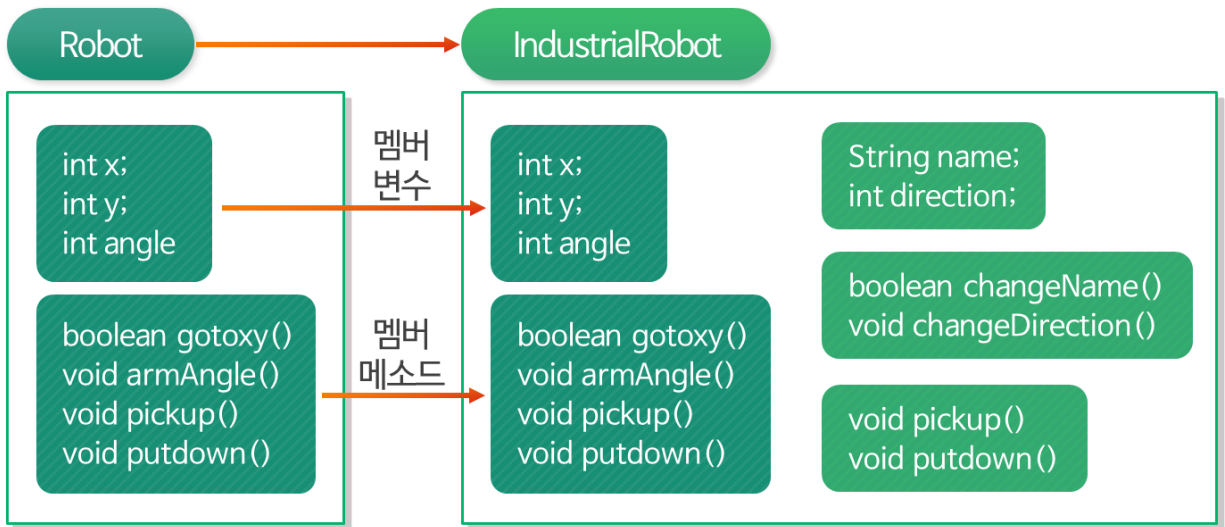 Robot
IndustrialRobot
int x;
int y;
int angle
boolean gotoxy()
void armAngle()
void pickup()
void putdown()
멤버
변수
멤버
메소드
int x;
int y;
int angle
boolean gotoxy()
void armAngle()
void pickup()
void putdown()
String name;
int direction;
boolean changeName()
void changeDirection()
void pickup()
void putdown()